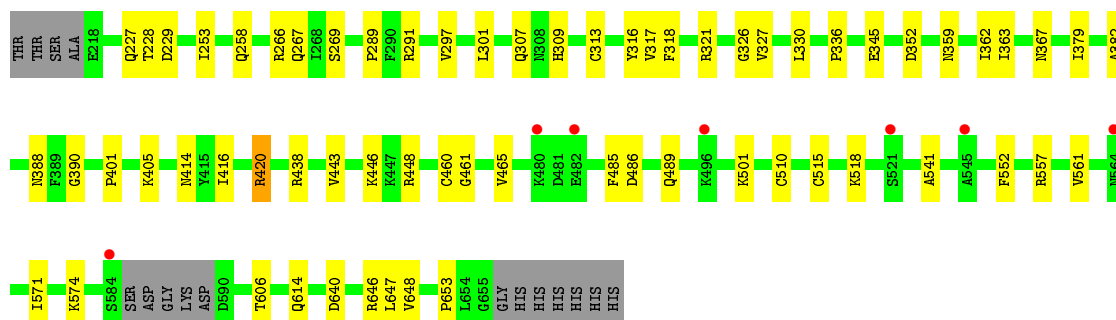 THR THR SER ALA E218 Q227 T228 D229 I253 Q258 R266 Q267 I268 S269 P289 F290 R291 V297 L301 Q307 N308 H309 C313 Y316 V317 F318 R321 G326 V327 L330 P336 E345 D352 N359 I362 I363 N367 I379 A382
N388 F389 G390 P401 K405 N414 Y415 I416 R420 R438 V443 K446 K447 R448 C460 G461 V465 K480 D481 E482 F485 D486 Q489 K496 K501 C510 C515 K518 S521 A541 A545 F552 R557 V561 N564
I571 K574 S584 SER ASP GLY LYS ASP D590 T606 Q614 D640 R646 L647 V648 P653 L654 G655 GLY HIS HIS HIS HIS HIS HIS